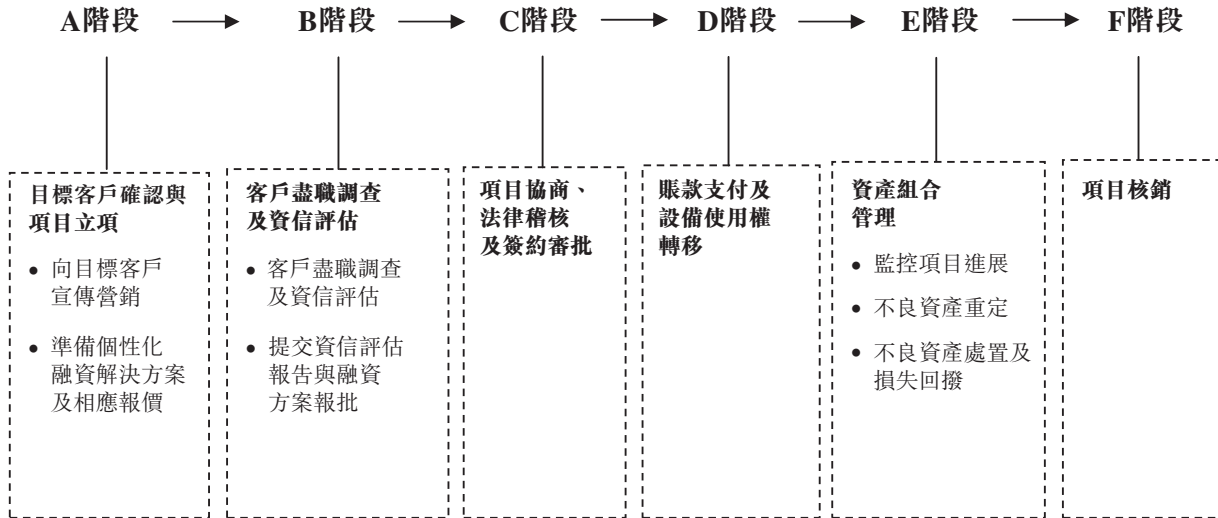 A階段
B階段
C階段
D階段
E階段
F階段
目標客戶確認與
項目立項
• 向目標客戶
宣傳營銷
• 準備個性化
融資解決方案
及相應報價
客戶盡職調查
及資信評估
• 客戶盡職調查
及資信評估
• 提交資信評估
報告與融資
方案報批
項目協商、
法律稽核
及簽約審批
賬款支付及
設備使用權
轉移
資產組合
管理
• 監控項目進展
• 不良資產重定
• 不良資產處置及
損失回撥
項目核銷